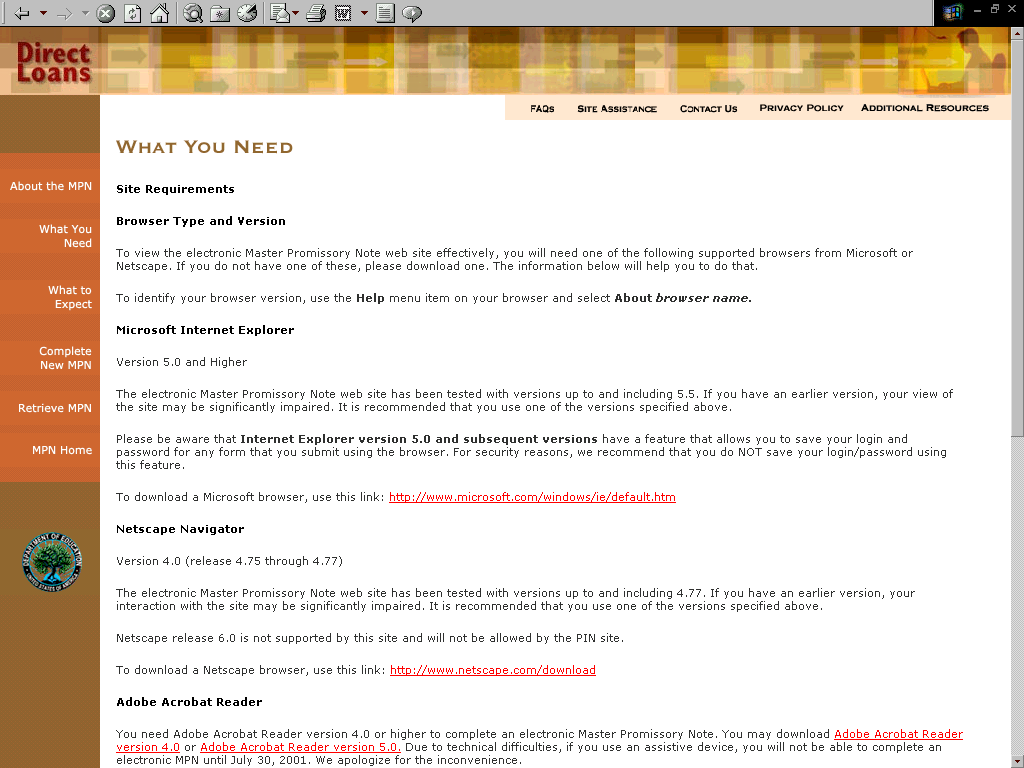 Direct
Loans
FAQs Site Assistance Contact Us Privacy Policy Additional Resources
What You Need
About the MPN
What You
Need
What to
Expect
Complete
New MPN
Retrieve MPN
MPN Home
DEPARTMENT OF EDUCATION
UNITED STATES OF AMERICA
Site Requirements
Browser Type and Version
To view the electronic Master Promissory Note web site effectively, you will need one of the following supported browsers from Microsoft or
Netscape. If you do not have one of these, please download one. The information below will help you to do that.
To identify your browser version, use the Help menu item on your browser and select About browser name.
Microsoft Internet Explorer
Version 5.0 and Higher
The electronic Master Promissory Note web site has been tested with versions up to and including 5.5. If you have an earlier version, your view of
the site may be significantly impaired. It is recommended that you use one of the versions specified above.
Please be aware that Internet Explorer version 5.0 and subsequent versions have a feature that allows you to save your login and
password for any form that you submit using the browser. For security reasons, we recommend that you do NOT save your login/password using
this feature.
To download a Microsoft browser, use this link: http://www.microsoft.com/windows/ie/default.htm
Netscape Navigator
Version 4.0 (release 4.75 through 4.77)
The electronic Master Promissory Note web site has been tested with versions up to and including 4.77. If you have an earlier version, your
interaction with the site may be significantly impaired. It is recommended that you use one of the versions specified above.
Netscape release 6.0 is not supported by this site and will not be allowed by the PIN site.
To download a Netscape browser, use this link: http://www.netscape.com/download
Adobe Acrobat Reader
You need Adobe Acrobat Reader version 4.0 or higher to complete an electronic Master Promissory Note. You may download Adobe Acrobat Reader
version 4.0 or Adobe Acrobat Reader version 5.0. Due to technical difficulties, if you use an assistive device, you will not be able to complete an
electronic MPN until July 30, 2001. We apologize for the inconvenience.